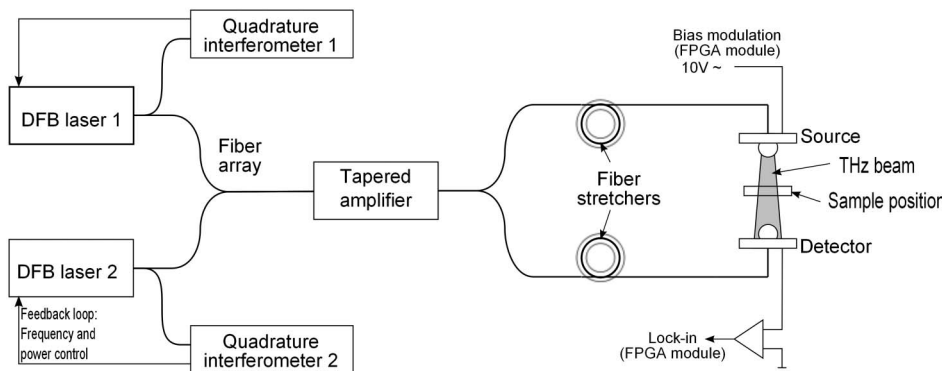 Quadrature
interferometer 1
DFB laser 1
Fiber
array
Tapered
amplifier
DFB laser 2
Feedback loop:
Frequency and
power control
Quadrature
interferometer 2
Fiber
stretchers
Bias modulation
(FPGA module)
10V ~
Source
THz beam
Sample position
Detector
Lock-in
(FPGA module)